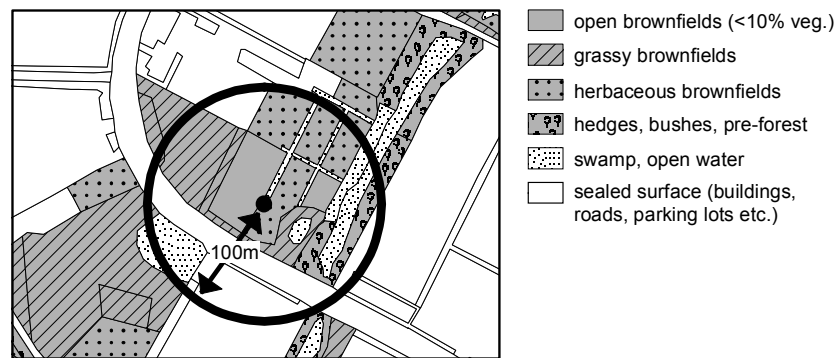 open brownfields (<10% veg.)
grassy brownfields
herbaceous brownfields
hedges, bushes, pre-forest
swamp, open water
sealed surface (buildings,
roads, parking lots etc.)
100m